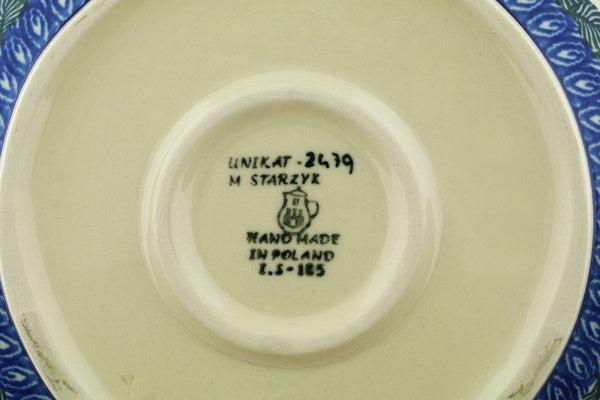 UNIKAT - 2479
M STARZYK
B
HAND MADE
IN POLAND
I.S-185